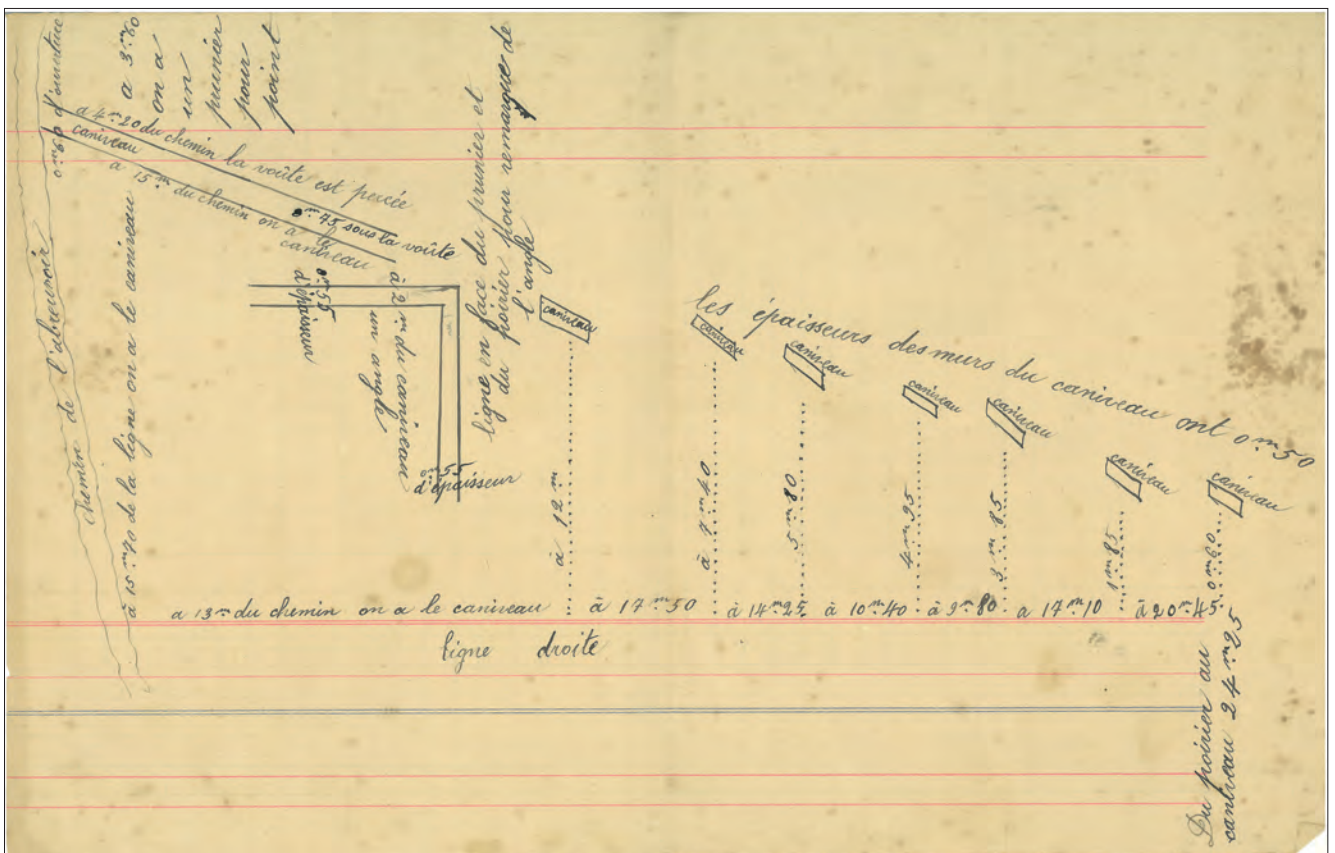 chemin de l'abreuvoir
a 3m80
on a
un
prunier
pour
point
a 4m20 du chemin la voûte est percée
caniveau
0m75 sous la voûte
a 15m du chemin on a le
caniveau
à 15m70 de la ligne on a le caniveau
0m55
d'épaisseur
à 2m du caniveau
un angle
0m55
d'épaisseur
ligne en face du prunier et
du poirier pour remarque de
l'angle
les épaisseurs des murs du caniveau ont 0m50
caniveau
caniveau
caniveau
caniveau
caniveau
caniveau
caniveau
à 12m
à 7m40
5m80
4m95
3m85
1m85
0m60
a 13m du chemin on a le caniveau à 17m50 à 14m25 à 10m40 à 9m80 a 17m10 à 20m45
ligne droite
Du poirier au
caniveau 24m25